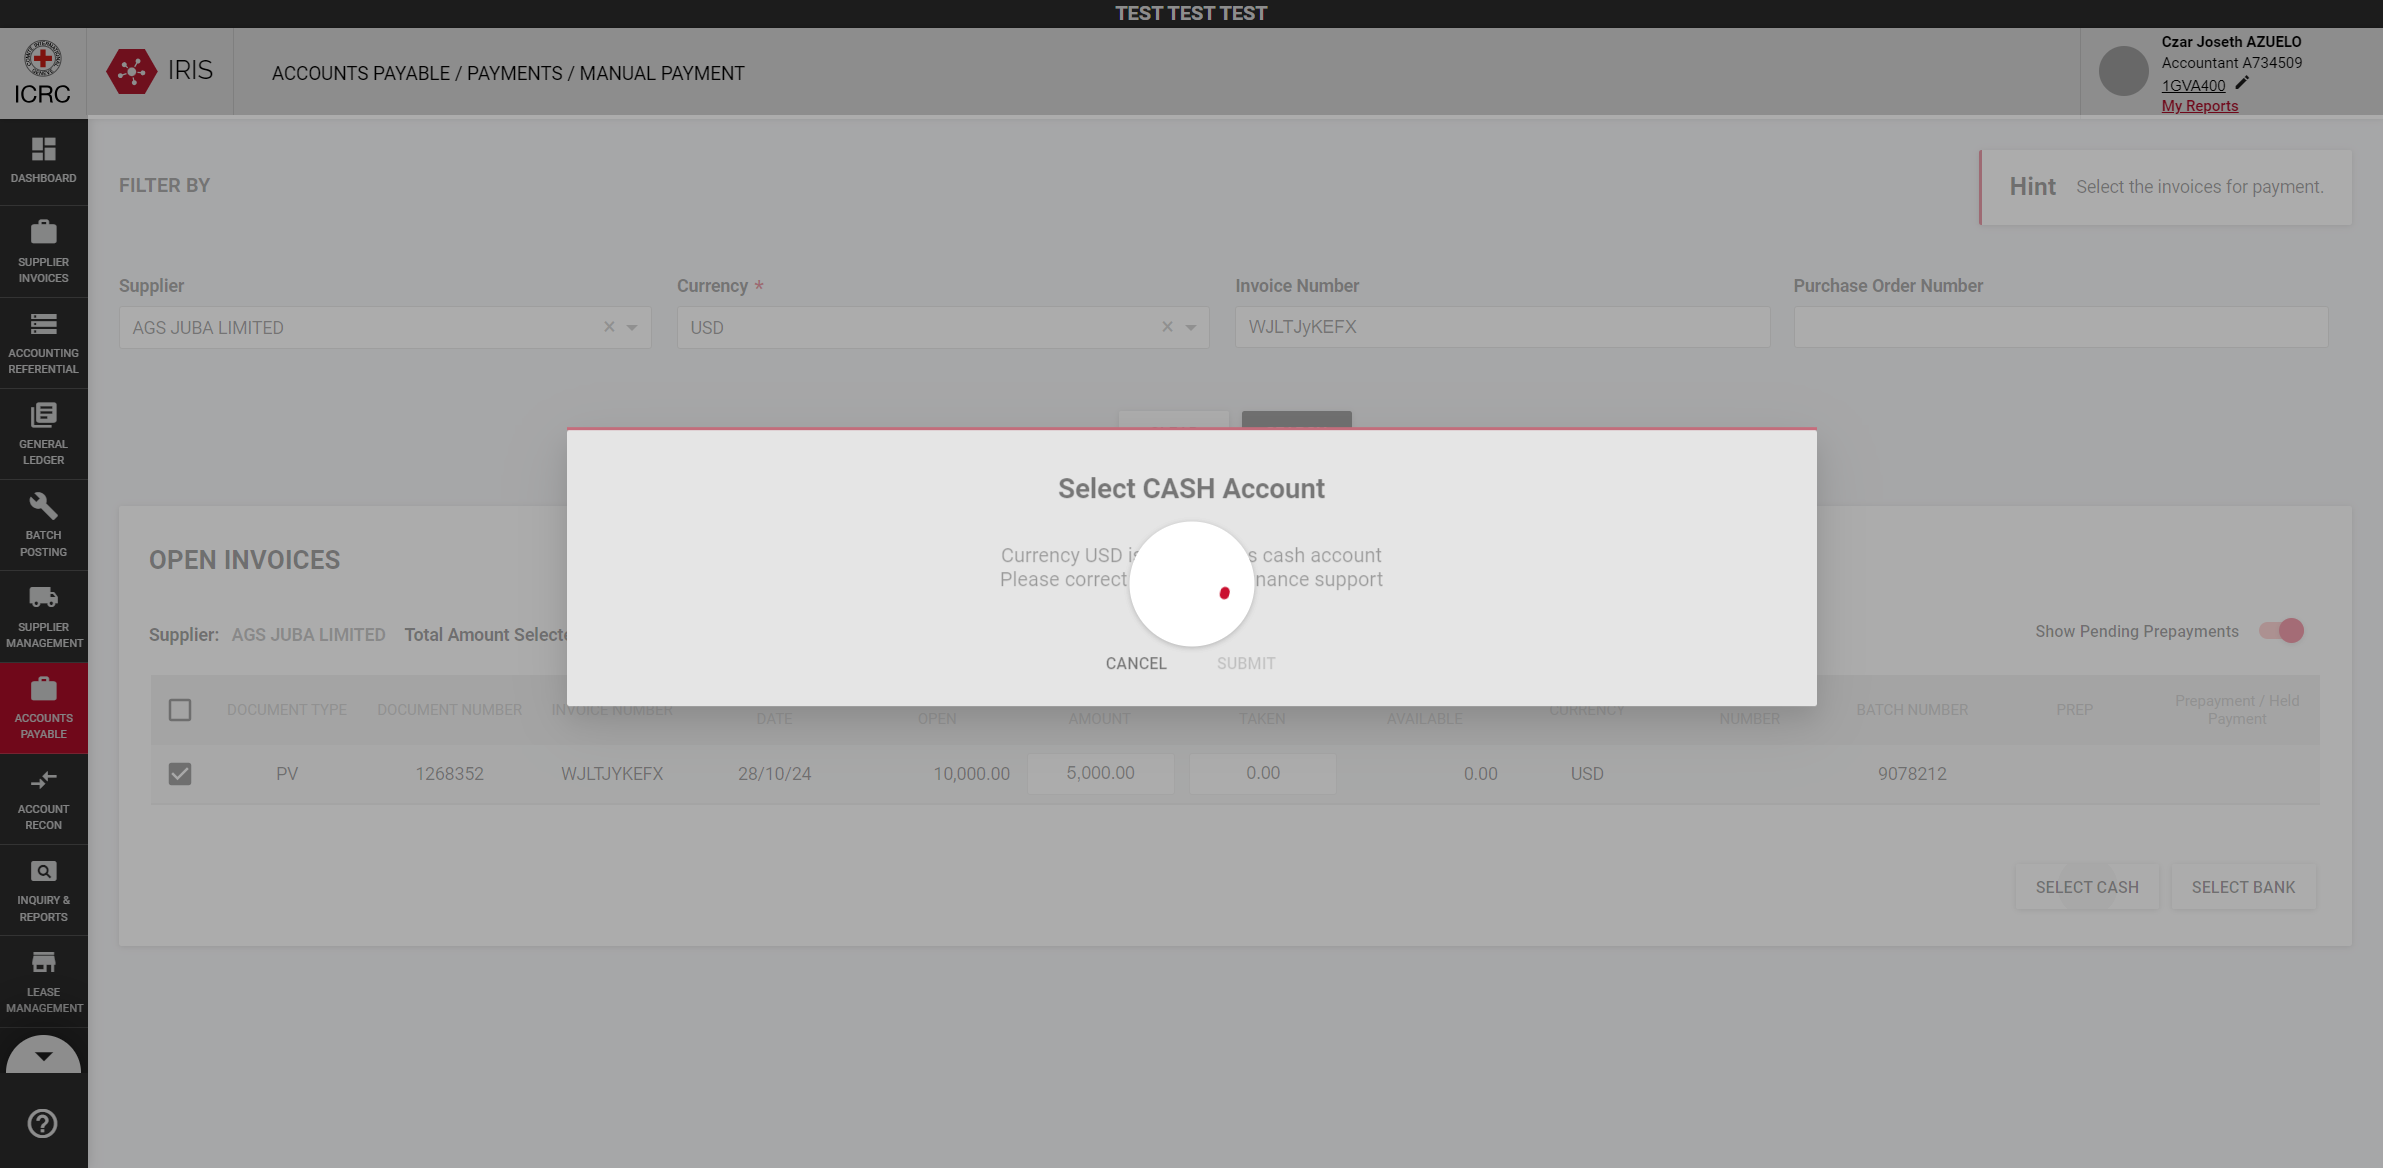 TEST TEST TEST
ICRC
IRIS
ACCOUNTS PAYABLE / PAYMENTS / MANUAL PAYMENT
Czar Joseth AZUELO
Accountant A734509
1GVA400
My Reports
DASHBOARD
SUPPLIER
INVOICES
ACCOUNTING
REFERENTIAL
GENERAL
LEDGER
BATCH
POSTING
SUPPLIER
MANAGEMENT
ACCOUNTS
PAYABLE
ACCOUNT
RECON
INQUIRY &
REPORTS
LEASE
MANAGEMENT
FILTER BY
Hint Select the invoices for payment.
Supplier Currency * Invoice Number Purchase Order Number
AGS JUBA LIMITED USD WJLTJyKEFX
Select CASH Account
Currency USD cash account
Please correct support
CANCEL SUBMIT
OPEN INVOICES
Supplier: AGS JUBA LIMITED Total Amount
Show Pending Prepayments
DOCUMENT TYPE DOCUMENT NUMBER INVOICE NUMBER DATE OPEN AMOUNT TAKEN AVAILABLE CURRENCY NUMBER BATCH NUMBER PREP Prepayment / Held
Payment
PV 1268352 WJLTJYKEFX 28/10/24 10,000.00 5,000.00 0.00 0.00 USD 9078212
SELECT CASH SELECT BANK